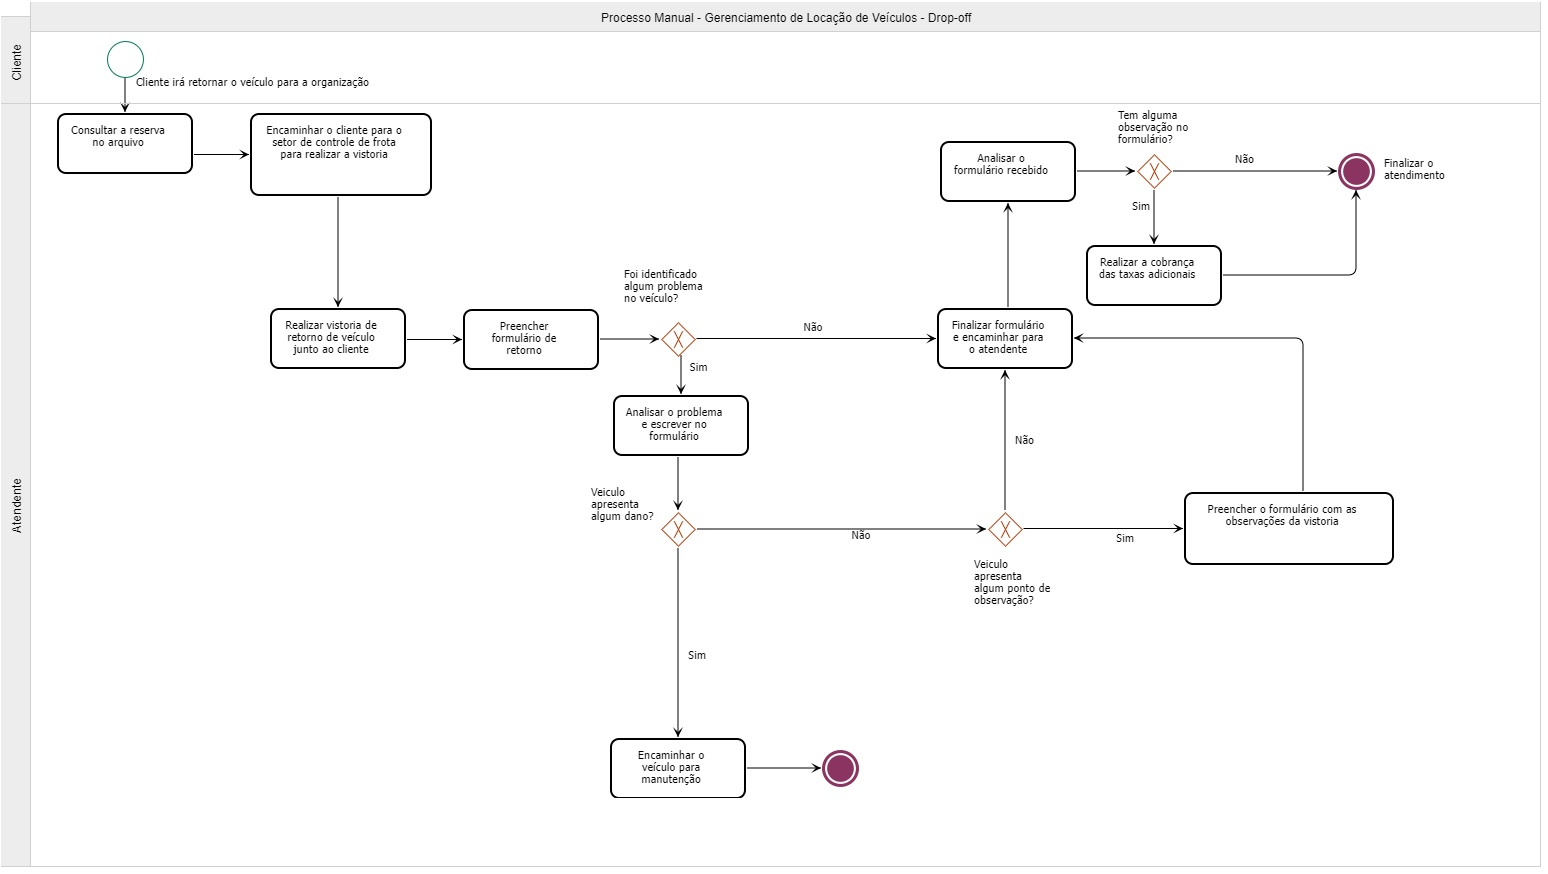 Processo Manual - Gerenciamento de Locação de Veículos - Drop-off
Cliente
Cliente irá retornar o veículo para a organização
Atendente
Consultar a reserva
no arquivo
Encaminhar o cliente para o
setor de controle de frota
para realizar a vistoria
Realizar vistoria de
retorno de veículo
junto ao cliente
Preencher
formulário de
retorno
Foi identificado
algum problema
no veículo?
Não
Sim
Analisar o problema
e escrever no
formulário
Veiculo
apresenta
algum dano?
Não
Sim
Encaminhar o
veículo para
manutenção
Veiculo
apresenta
algum ponto de
observação?
Não
Sim
Preencher o formulário com as
observações da vistoria
Finalizar formulário
e encaminhar para
o atendente
Analisar o
formulário recebido
Tem alguma
observação no
formulário?
Não
Sim
Realizar a cobrança
das taxas adicionais
Finalizar o
atendimento